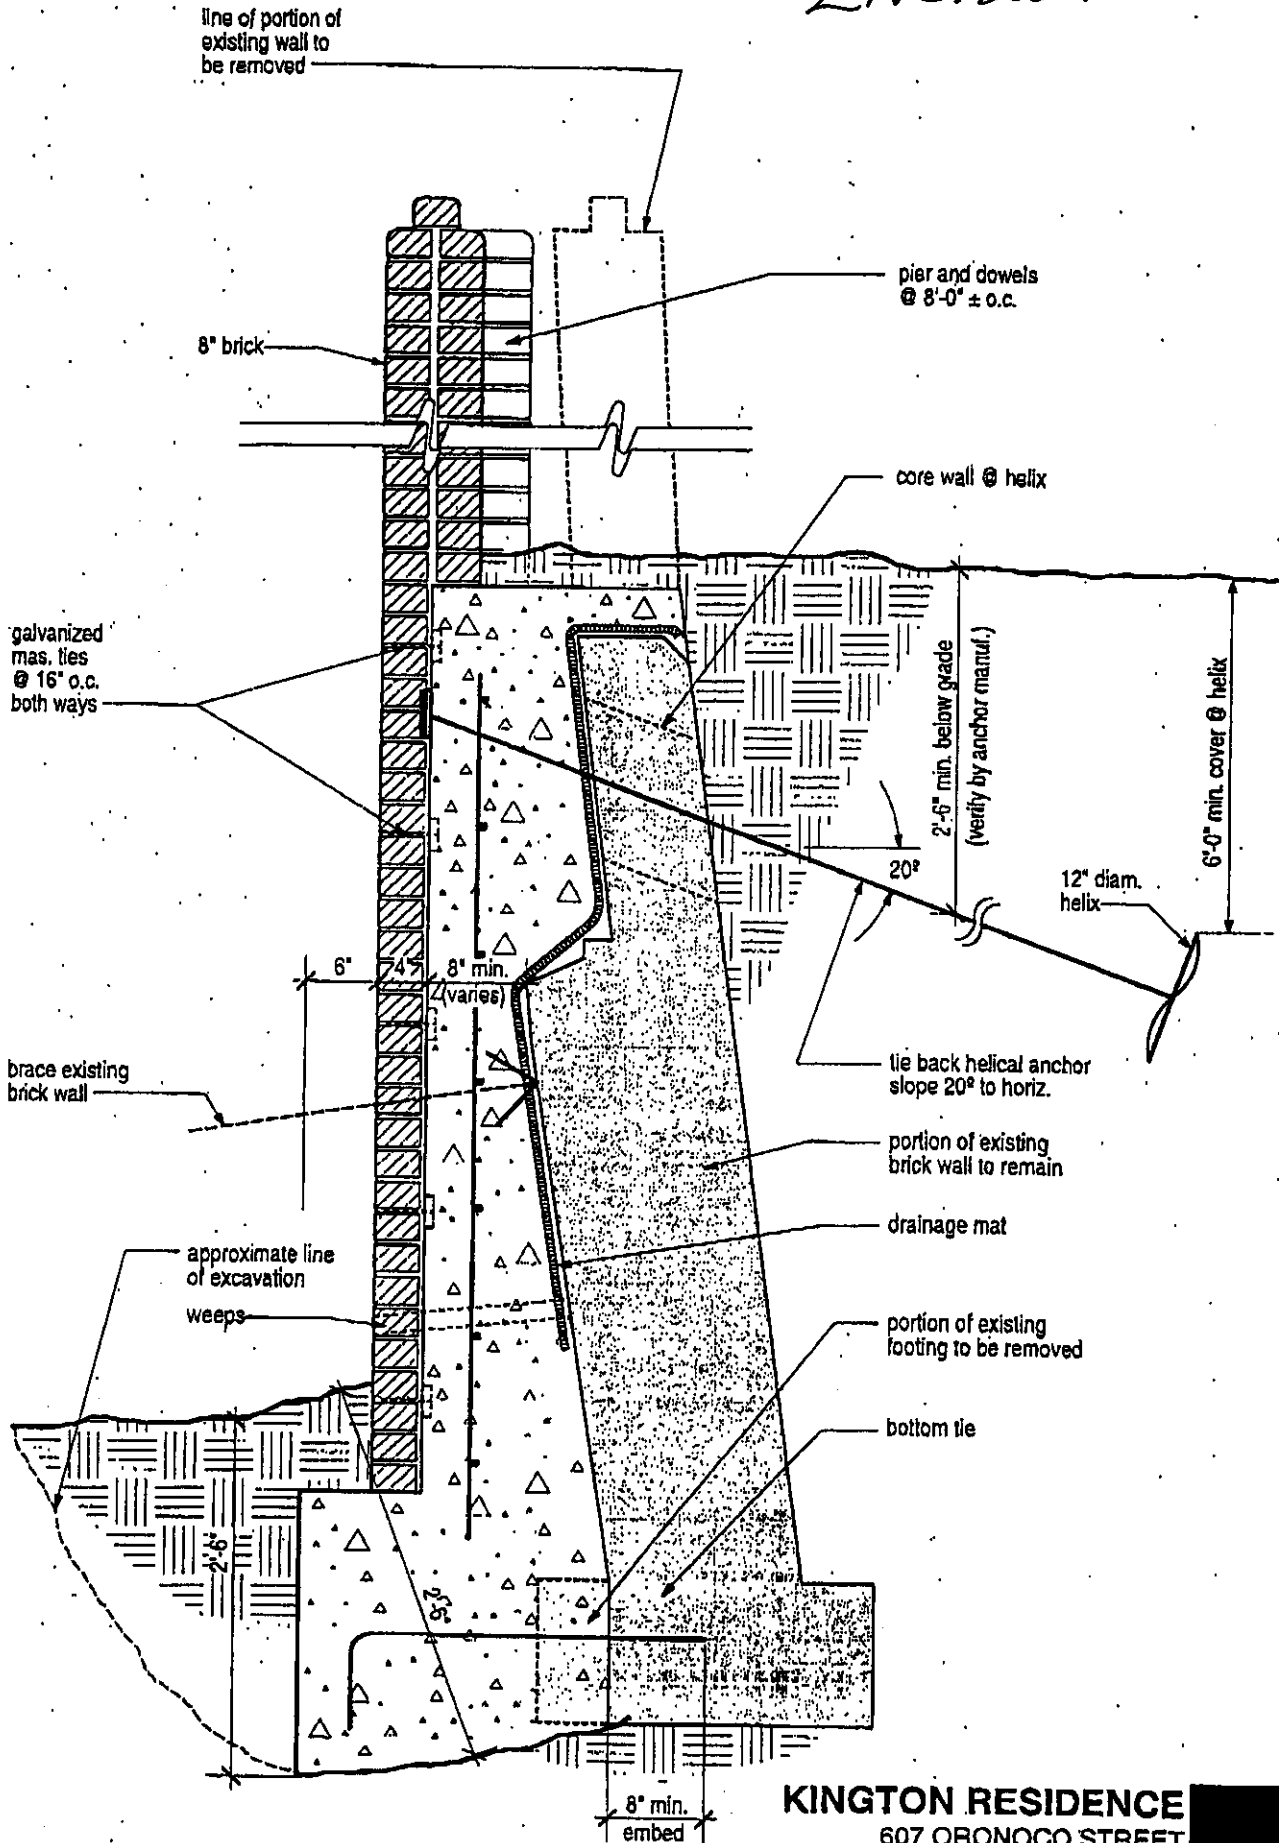 line of portion of
existing wall to
be removed
pier and dowels
@ 8'-0" ± o.c.
8" brick
core wall @ helix
galvanized
mas. ties
@ 16" o.c.
both ways
2'-6" min. below grade
(verify by anchor manuf.)
6'-0" min. cover @ helix
20º
12" diam.
helix
6"
4"
8" min.
(varies)
brace existing
brick wall
tie back helical anchor
slope 20º to horiz.
portion of existing
brick wall to remain
drainage mat
approximate line
of excavation
weeps
portion of existing
footing to be removed
bottom tie
2'-6"
2'-6"
8" min.
embed
KINGTON RESIDENCE
607 ORONOCO STREET